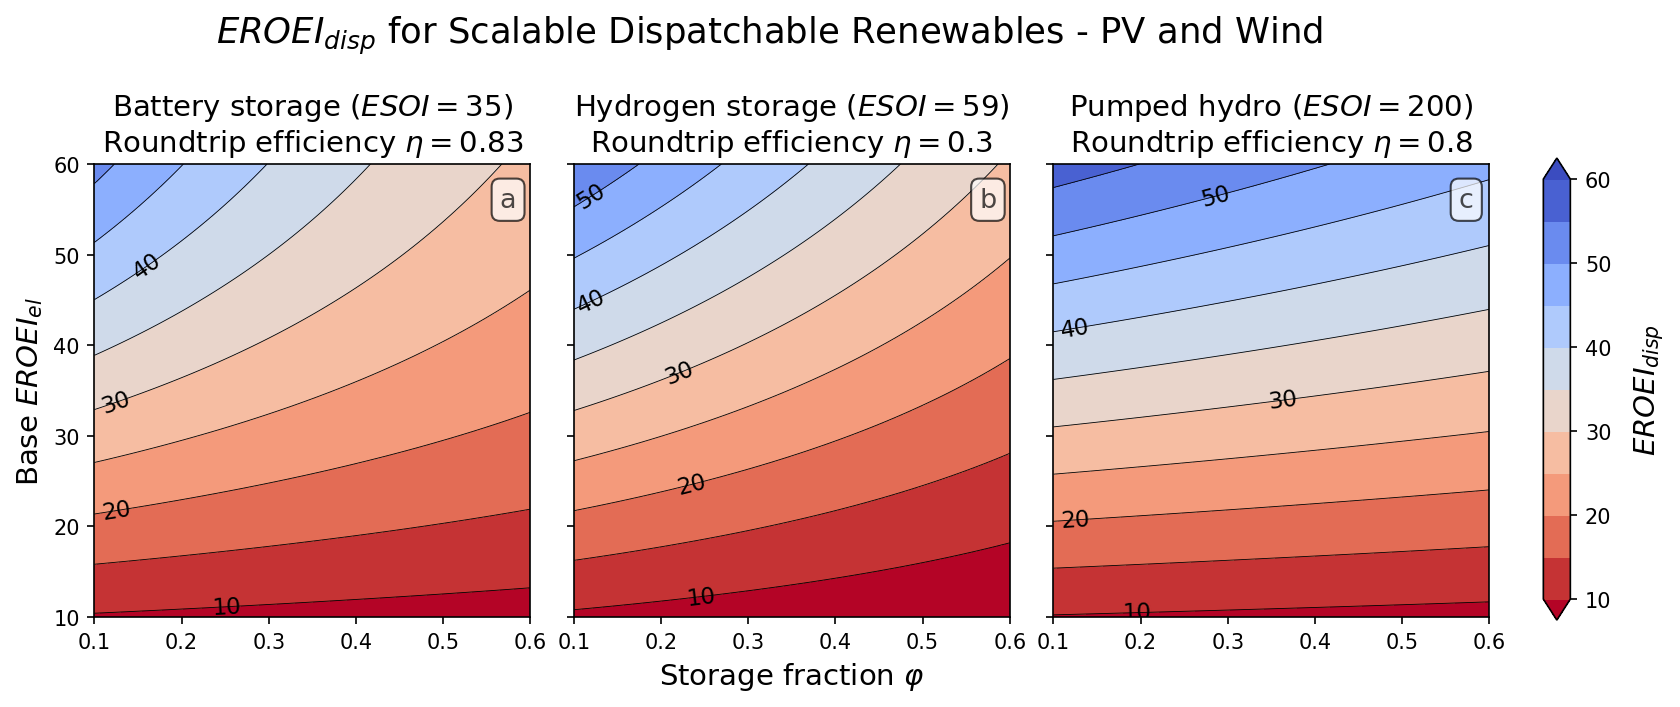 EROEI_disp for Scalable Dispatchable Renewables - PV and Wind
Battery storage (ESOI = 35)
Roundtrip efficiency η = 0.83
Hydrogen storage (ESOI = 59)
Roundtrip efficiency η = 0.3
Pumped hydro (ESOI = 200)
Roundtrip efficiency η = 0.8
Base EROEI_el
60
50
40
30
20
10
a
40
30
20
10
0.1 0.2 0.3 0.4 0.5 0.6
b
50
40
30
20
10
0.1 0.2 0.3 0.4 0.5 0.6
c
50
40
30
20
10
0.1 0.2 0.3 0.4 0.5 0.6
Storage fraction φ
60
50
40
30
20
10
EROEI_disp